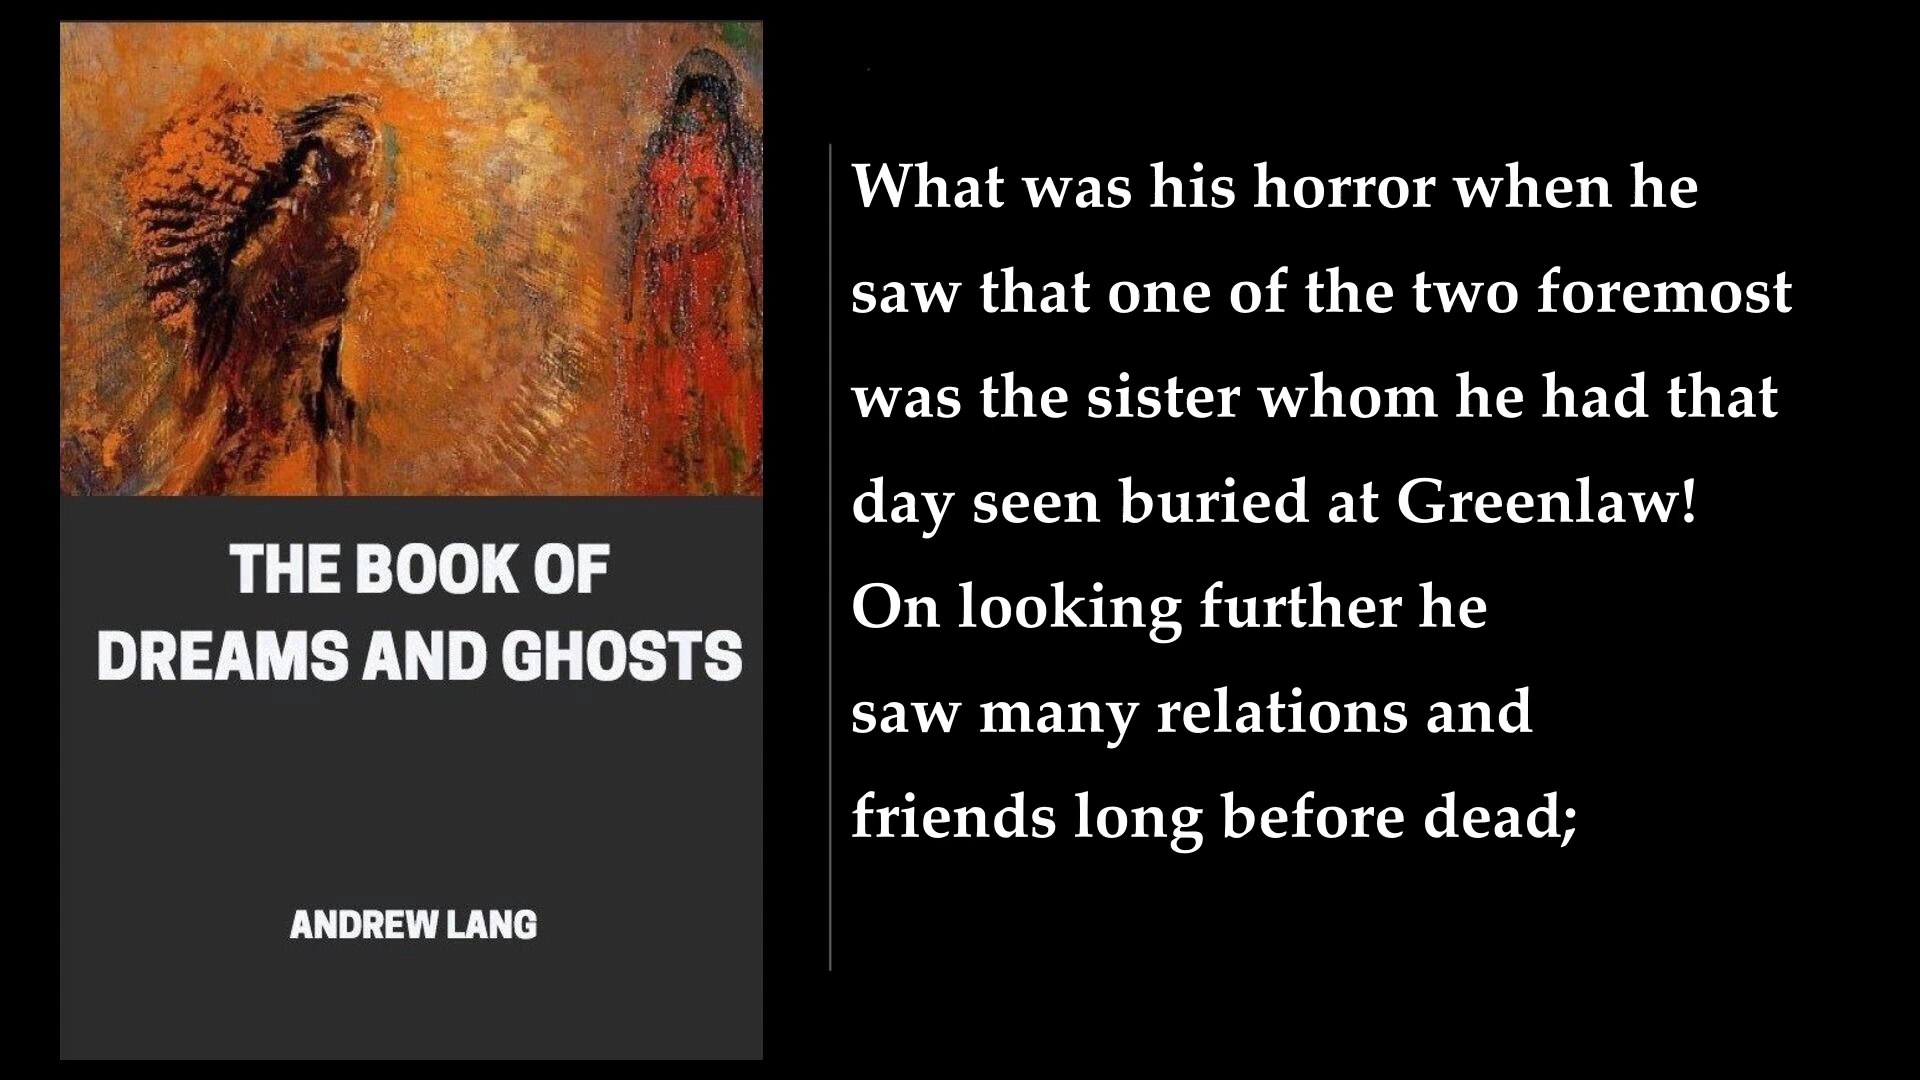 THE BOOK OF
DREAMS AND GHOSTS
ANDREW LANG
What was his horror when he
saw that one of the two foremost
was the sister whom he had that
day seen buried at Greenlaw!
On looking further he
saw many relations and
friends long before dead;